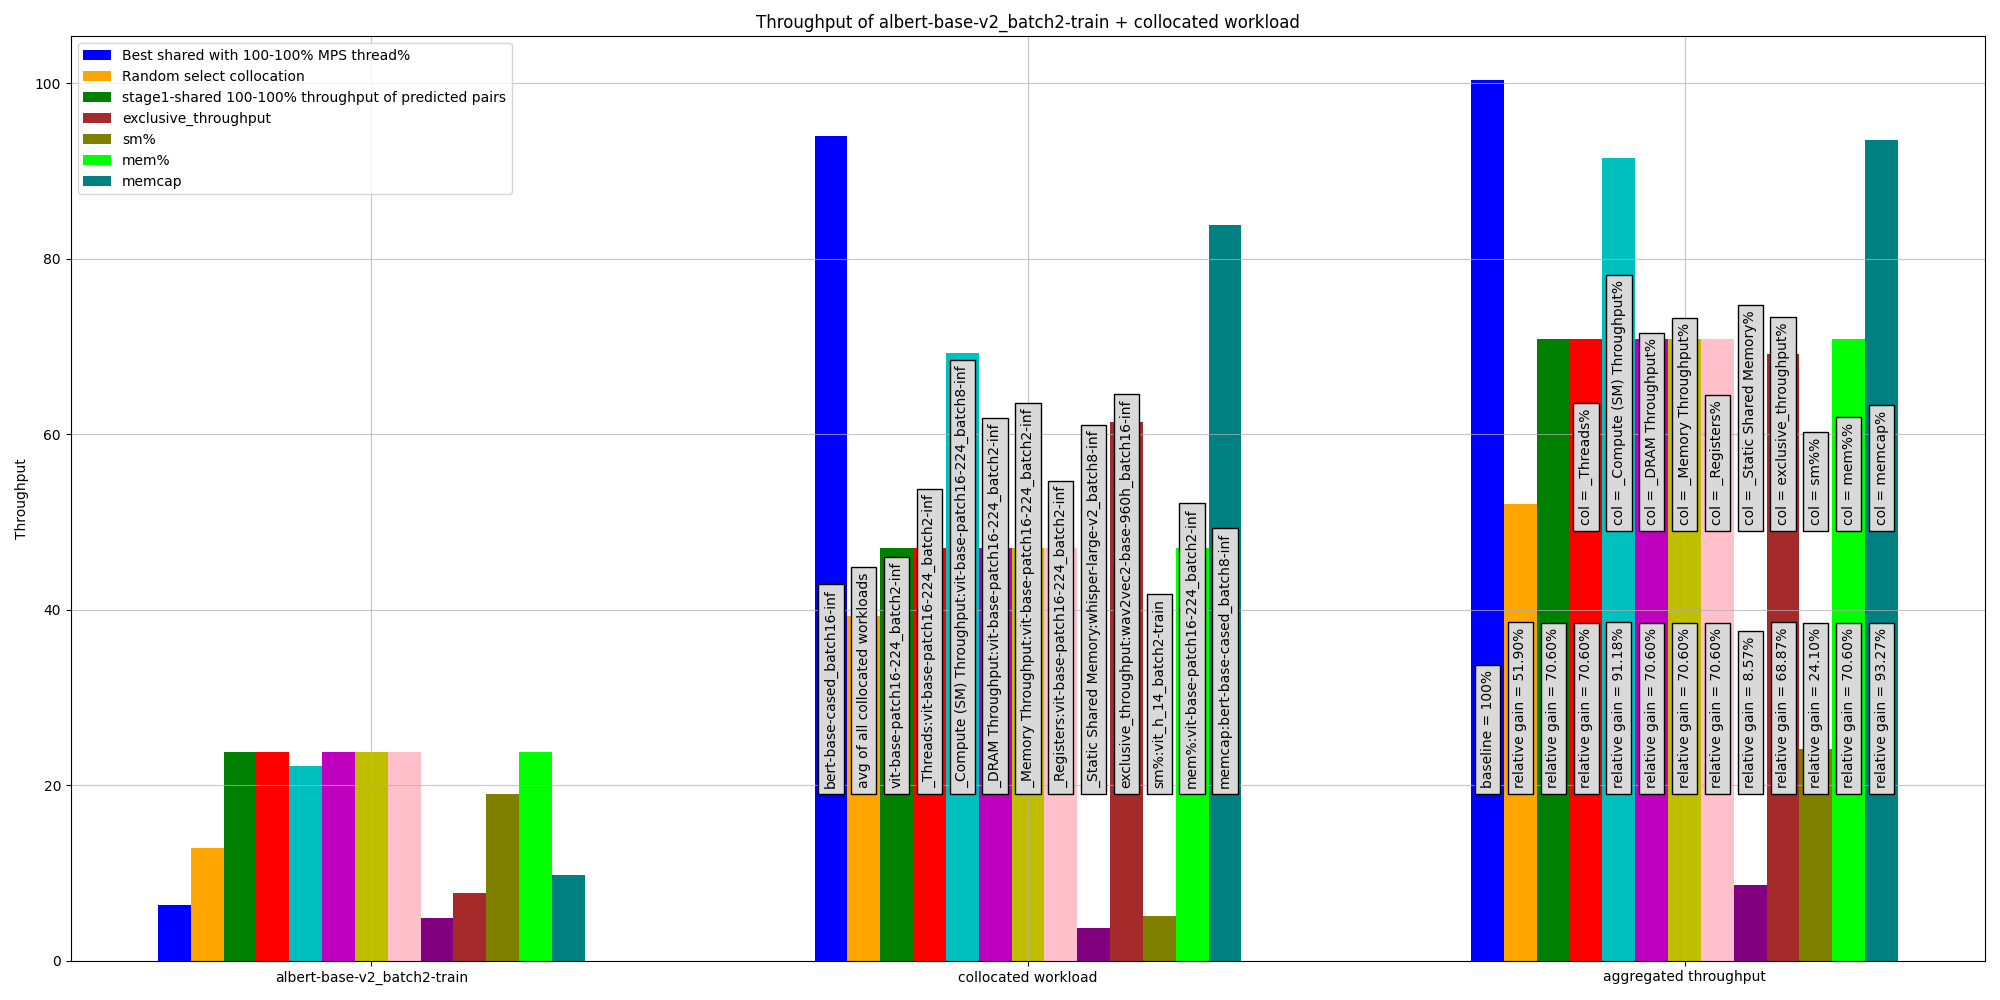 Throughput of albert-base-v2_batch2-train + collocated workload
Best shared with 100-100% MPS thread%
Random select collocation
stage1-shared 100-100% throughput of predicted pairs
exclusive_throughput
sm%
mem%
memcap
Throughput
100
80
60
40
20
0
bert-base-cased_batch16-inf
avg of all collocated workloads
vit-base-patch16-224_batch2-inf
_Threads:vit-base-patch16-224_batch2-inf
_Compute (SM) Throughput:vit-base-patch16-224_batch8-inf
_DRAM Throughput:vit-base-patch16-224_batch2-inf
_Memory Throughput:vit-base-patch16-224_batch2-inf
_Registers:vit-base-patch16-224_batch2-inf
_Static Shared Memory:whisper-large-v2_batch8-inf
exclusive_throughput:wav2vec2-base-960h_batch16-inf
sm%:vit_h_14_batch2-train
mem%:vit-base-patch16-224_batch2-inf
memcap:bert-base-cased_batch8-inf
col = _Threads%
col = _Compute (SM) Throughput%
col = _DRAM Throughput%
col = _Memory Throughput%
col = _Registers%
col = _Static Shared Memory%
col = exclusive_throughput%
col = sm%%
col = mem%%
col = memcap%
baseline = 100%
relative gain = 51.90%
relative gain = 70.60%
relative gain = 70.60%
relative gain = 91.18%
relative gain = 70.60%
relative gain = 70.60%
relative gain = 70.60%
relative gain = 8.57%
relative gain = 68.87%
relative gain = 24.10%
relative gain = 70.60%
relative gain = 93.27%
albert-base-v2_batch2-train
collocated workload
aggregated throughput